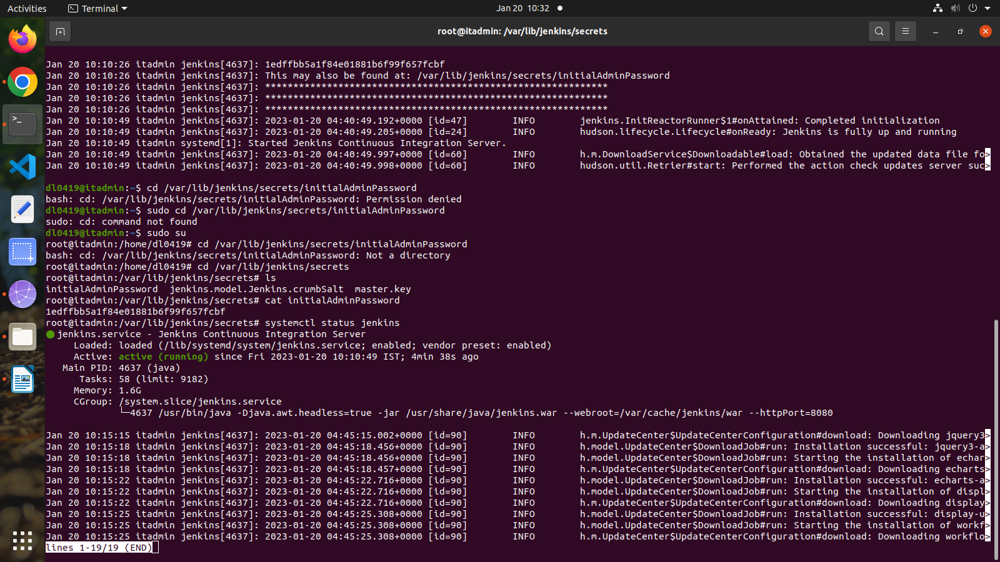 Activities
Terminal
Jan 20 10:32
root@itadmin: /var/lib/jenkins/secrets
Jan 20 10:10:26 itadmin jenkins[4637]: 1edffbb5a1f84e01881b6f99f657fcbf
Jan 20 10:10:26 itadmin jenkins[4637]: This may also be found at: /var/lib/jenkins/secrets/initialAdminPassword
Jan 20 10:10:26 itadmin jenkins[4637]: *************************************************************
Jan 20 10:10:26 itadmin jenkins[4637]: *************************************************************
Jan 20 10:10:26 itadmin jenkins[4637]: *************************************************************
Jan 20 10:10:49 itadmin jenkins[4637]: 2023-01-20 04:40:49.192+0000 [id=47]        INFO        jenkins.InitReactorRunner$1#onAttained: Completed initialization
Jan 20 10:10:49 itadmin jenkins[4637]: 2023-01-20 04:40:49.205+0000 [id=24]        INFO        hudson.lifecycle.Lifecycle#onReady: Jenkins is fully up and running
Jan 20 10:10:49 itadmin systemd[1]: Started Jenkins Continuous Integration Server.
Jan 20 10:10:49 itadmin jenkins[4637]: 2023-01-20 04:40:49.997+0000 [id=60]        INFO        h.m.DownloadService$Downloadable#load: Obtained the updated data file fo>
Jan 20 10:10:49 itadmin jenkins[4637]: 2023-01-20 04:40:49.998+0000 [id=60]        INFO        hudson.util.Retrier#start: Performed the action check updates server suc>
dl0419@itadmin:~$ cd /var/lib/jenkins/secrets/initialAdminPassword
bash: cd: /var/lib/jenkins/secrets/initialAdminPassword: Permission denied
dl0419@itadmin:~$ sudo cd /var/lib/jenkins/secrets/initialAdminPassword
sudo: cd: command not found
dl0419@itadmin:~$ sudo su
root@itadmin:/home/dl0419# cd /var/lib/jenkins/secrets/initialAdminPassword
bash: cd: /var/lib/jenkins/secrets/initialAdminPassword: Not a directory
root@itadmin:/home/dl0419# cd /var/lib/jenkins/secrets
root@itadmin:/var/lib/jenkins/secrets# ls
initialAdminPassword  jenkins.model.Jenkins.crumbSalt  master.key
root@itadmin:/var/lib/jenkins/secrets# cat initialAdminPassword
1edffbb5a1f84e01881b6f99f657fcbf
root@itadmin:/var/lib/jenkins/secrets# systemctl status jenkins
● jenkins.service - Jenkins Continuous Integration Server
     Loaded: loaded (/lib/systemd/system/jenkins.service; enabled; vendor preset: enabled)
     Active: active (running) since Fri 2023-01-20 10:10:49 IST; 4min 38s ago
   Main PID: 4637 (java)
      Tasks: 58 (limit: 9182)
     Memory: 1.6G
     CGroup: /system.slice/jenkins.service
             └─4637 /usr/bin/java -Djava.awt.headless=true -jar /usr/share/java/jenkins.war --webroot=/var/cache/jenkins/war --httpPort=8080
Jan 20 10:15:15 itadmin jenkins[4637]: 2023-01-20 04:45:15.002+0000 [id=90]        INFO        h.m.UpdateCenter$UpdateCenterConfiguration#download: Downloading jquery3>
Jan 20 10:15:18 itadmin jenkins[4637]: 2023-01-20 04:45:18.456+0000 [id=90]        INFO        h.model.UpdateCenter$DownloadJob#run: Installation successful: jquery3-a>
Jan 20 10:15:18 itadmin jenkins[4637]: 2023-01-20 04:45:18.456+0000 [id=90]        INFO        h.model.UpdateCenter$DownloadJob#run: Starting the installation of echar>
Jan 20 10:15:18 itadmin jenkins[4637]: 2023-01-20 04:45:18.457+0000 [id=90]        INFO        h.m.UpdateCenter$UpdateCenterConfiguration#download: Downloading echarts>
Jan 20 10:15:22 itadmin jenkins[4637]: 2023-01-20 04:45:22.716+0000 [id=90]        INFO        h.model.UpdateCenter$DownloadJob#run: Installation successful: echarts-a>
Jan 20 10:15:22 itadmin jenkins[4637]: 2023-01-20 04:45:22.716+0000 [id=90]        INFO        h.model.UpdateCenter$DownloadJob#run: Starting the installation of displ>
Jan 20 10:15:22 itadmin jenkins[4637]: 2023-01-20 04:45:22.716+0000 [id=90]        INFO        h.m.UpdateCenter$UpdateCenterConfiguration#download: Downloading display>
Jan 20 10:15:25 itadmin jenkins[4637]: 2023-01-20 04:45:25.308+0000 [id=90]        INFO        h.model.UpdateCenter$DownloadJob#run: Installation successful: display-u>
Jan 20 10:15:25 itadmin jenkins[4637]: 2023-01-20 04:45:25.308+0000 [id=90]        INFO        h.model.UpdateCenter$DownloadJob#run: Starting the installation of workf>
Jan 20 10:15:25 itadmin jenkins[4637]: 2023-01-20 04:45:25.308+0000 [id=90]        INFO        h.m.UpdateCenter$UpdateCenterConfiguration#download: Downloading workflo>
lines 1-19/19 (END)